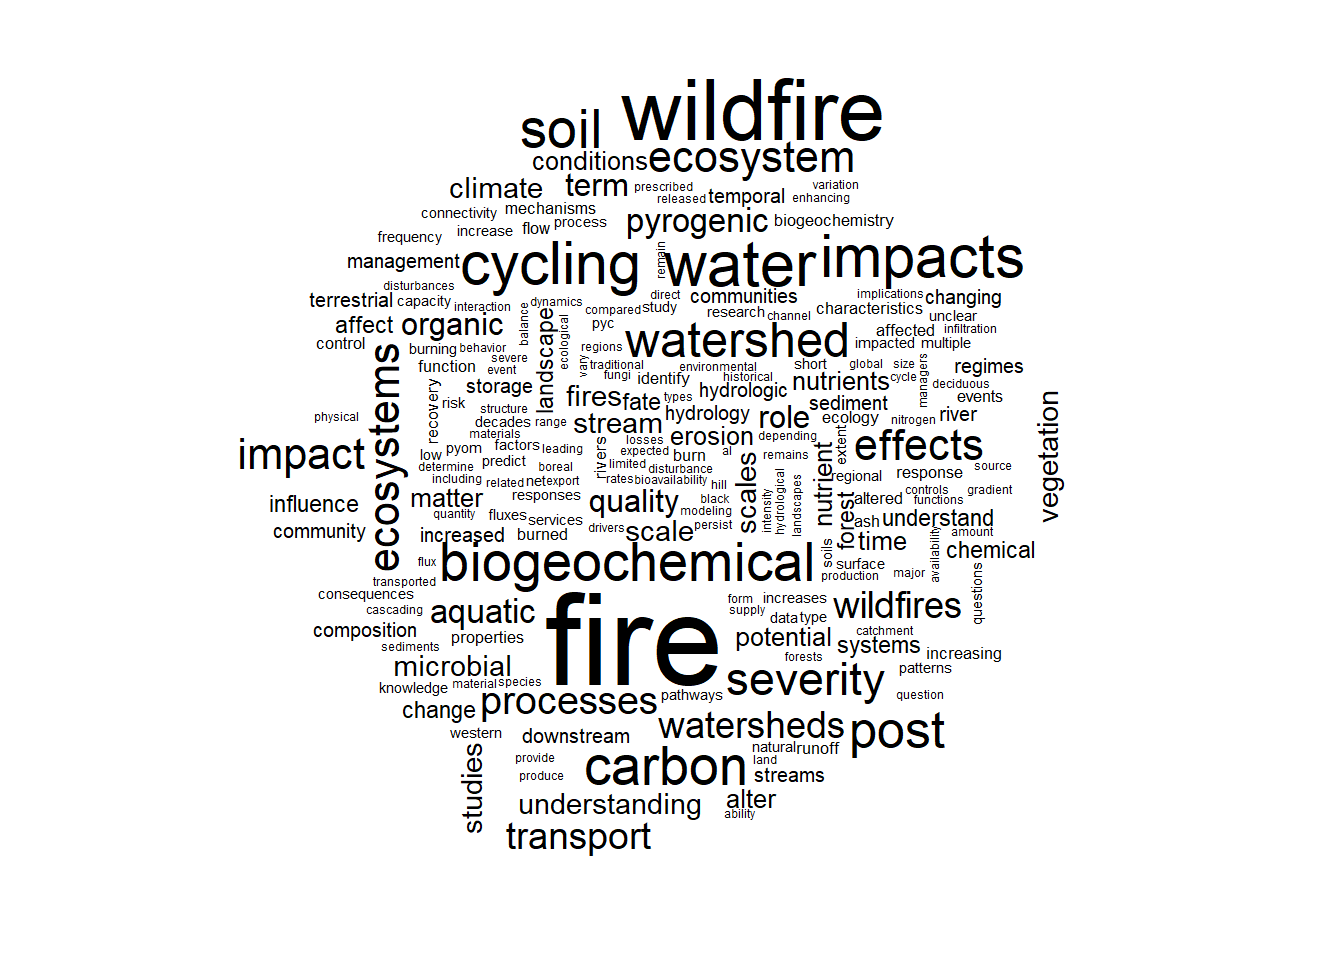 wildfire
soil
conditions
ecosystem
climate
term
prescribed
variation
released
temporal
enhancing
connectivity
mechanisms
pyrogenic
biogeochemistry
frequency
increase
flow
process
management
cycling
remain
water
impacts
disturbances
terrestrial
capacity
interaction
dynamics
direct
communities
implications
changing
compared
study
research
channel
characteristics
unclear
affect
organic
balance
landscape
ecological
pyc
watershed
affected
infiltration
control
burning
behavior
regions
impacted
multiple
ecosystems
function
severe
event
vary
traditional
environmental
short
global
size
managers
regimes
fungi
identify
types
historical
hydrologic
nutrients
cycle
deciduous
storage
recovery
risk
structure
fires
fate
sediment
events
physical
decades
range
stream
hydrology
role
ecology
nitrogen
river
vegetation
materials
impact
low
pyom
factors
leading
rivers
losses
erosion
depending
extent
effects
expected
burn
al
remains
determine
predict
boreal
limited
disturbance
scales
regional
response
source
including
related
net
export
rates
bioavailability
hill
intensity
hydrological
landscapes
nutrient
controls
gradient
influence
matter
responses
quality
black
altered
functions
quantity
fluxes
services
modeling
forest
ash
understand
community
increased
burned
drivers
scale
persist
time
availability
amount
chemical
flux
biogeochemical
soils
surface
transported
production
major
questions
consequences
cascading
aquatic
fire
form
increases
wildfires
supply
data
type
composition
properties
potential
catchment
sediments
systems
increasing
microbial
forests
patterns
knowledge
material
species
severity
change
processes
pathways
question
western
downstream
watersheds
post
studies
natural
runoff
provide
carbon
land
produce
streams
understanding
alter
ability
transport